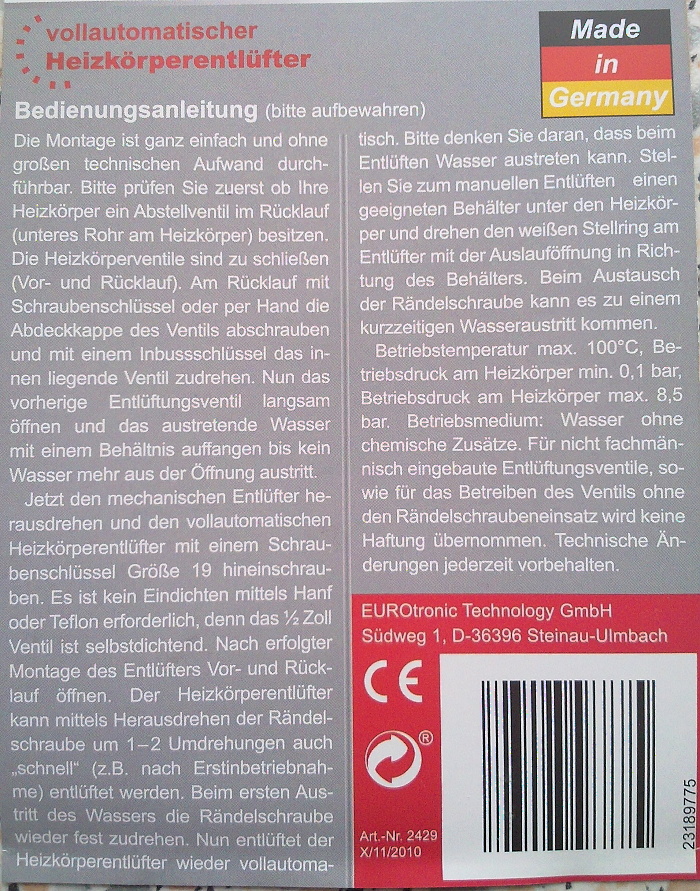 vollautomatischer
Heizkörperentlüfter
Made
in
Germany
Bedienungsanleitung (bitte aufbewahren)
Die Montage ist ganz einfach und ohne
großen technischen Aufwand durch-
führbar. Bitte prüfen Sie zuerst ob Ihre
Heizkörper ein Abstellventil im Rücklauf
(unteres Rohr am Heizkörper) besitzen.
Die Heizkörperventile sind zu schließen
(Vor- und Rücklauf). Am Rücklauf mit
Schraubenschlüssel oder per Hand die
Abdeckkappe des Ventils abschrauben
und mit einem Inbussschlüssel das in-
nen liegende Ventil zudrehen. Nun das
vorherige Entlüftungsventil langsam
öffnen und das austretende Wasser
mit einem Behältnis auffangen bis kein
Wasser mehr aus der Öffnung austritt.
Jetzt den mechanischen Entlüfter he-
rausdrehen und den vollautomatischen
Heizkörperentlüfter mit einem Schrau-
benschlüssel Größe 19 hineinschrau-
ben. Es ist kein Eindichten mittels Hanf
oder Teflon erforderlich, denn das ½ Zoll
Ventil ist selbstdichtend. Nach erfolgter
Montage des Entlüfters Vor- und Rück-
lauf öffnen. Der Heizkörperentlüfter
kann mittels Herausdrehen der Rändel-
schraube um 1–2 Umdrehungen auch
„schnell“ (z.B. nach Erstinbetriebnah-
me) entlüftet werden. Beim ersten Aus-
tritt des Wassers die Rändelschraube
wieder fest zudrehen. Nun entlüftet der
Heizkörperentlüfter wieder vollautoma-
tisch. Bitte denken Sie daran, dass beim
Entlüften Wasser austreten kann. Stel-
len Sie zum manuellen Entlüften einen
geeigneten Behälter unter den Heizkör-
per und drehen den weißen Stellring am
Entlüfter mit der Auslauföffnung in Rich-
tung des Behälters. Beim Austausch
der Rändelschraube kann es zu einem
kurzzeitigen Wasseraustritt kommen.
Betriebstemperatur max. 100°C, Be-
triebsdruck am Heizkörper min. 0,1 bar,
Betriebsdruck am Heizkörper max. 8,5
bar. Betriebsmedium: Wasser ohne
chemische Zusätze. Für nicht fachmän-
nisch eingebaute Entlüftungsventile, so-
wie für das Betreiben des Ventils ohne
den Rändelschraubeneinsatz wird keine
Haftung übernommen. Technische Än-
derungen jederzeit vorbehalten.
EUROtronic Technology GmbH
Südweg 1, D-36396 Steinau-Ulmbach
CE
®
Art.-Nr. 2429
X/11/2010
23189775